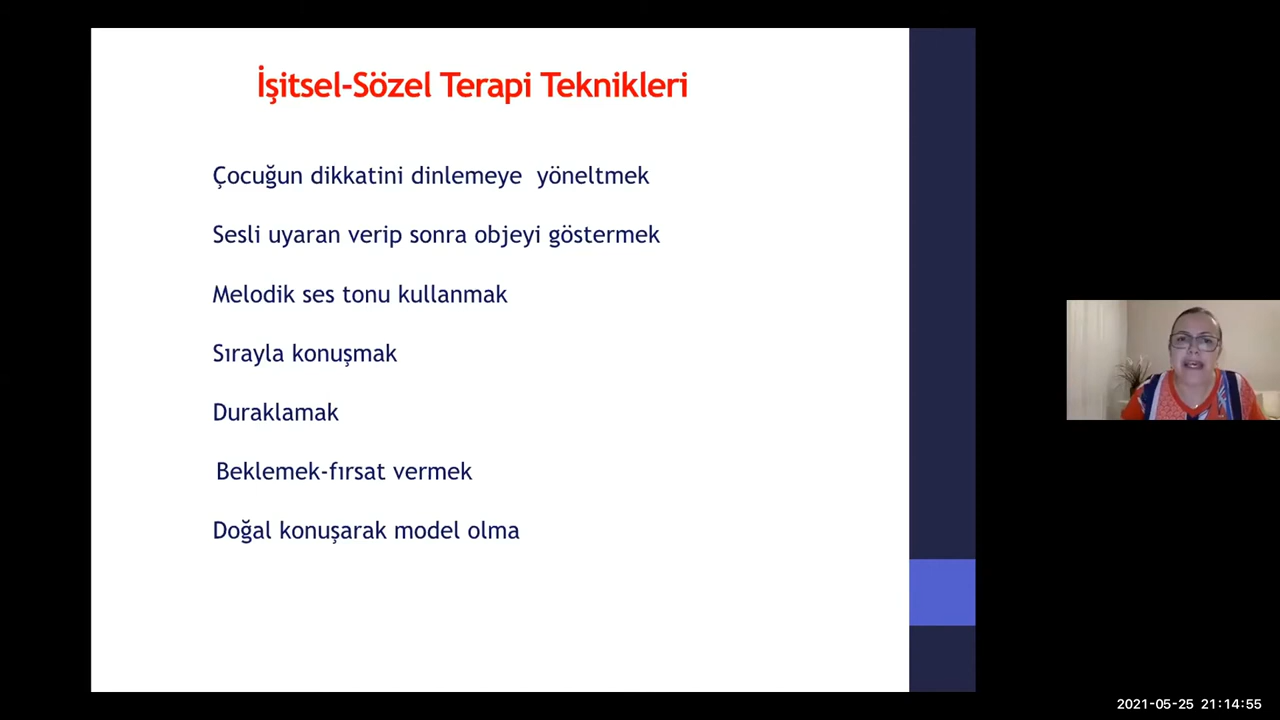 İşitsel-Sözel Terapi Teknikleri
Çocuğun dikkatini dinlemeye yöneltmek
Sesli uyaran verip sonra objeyi göstermek
Melodik ses tonu kullanmak
Sırayla konuşmak
Duraklamak
Beklemek-fırsat vermek
Doğal konuşarak model olma
2021-05-25 21:14:55